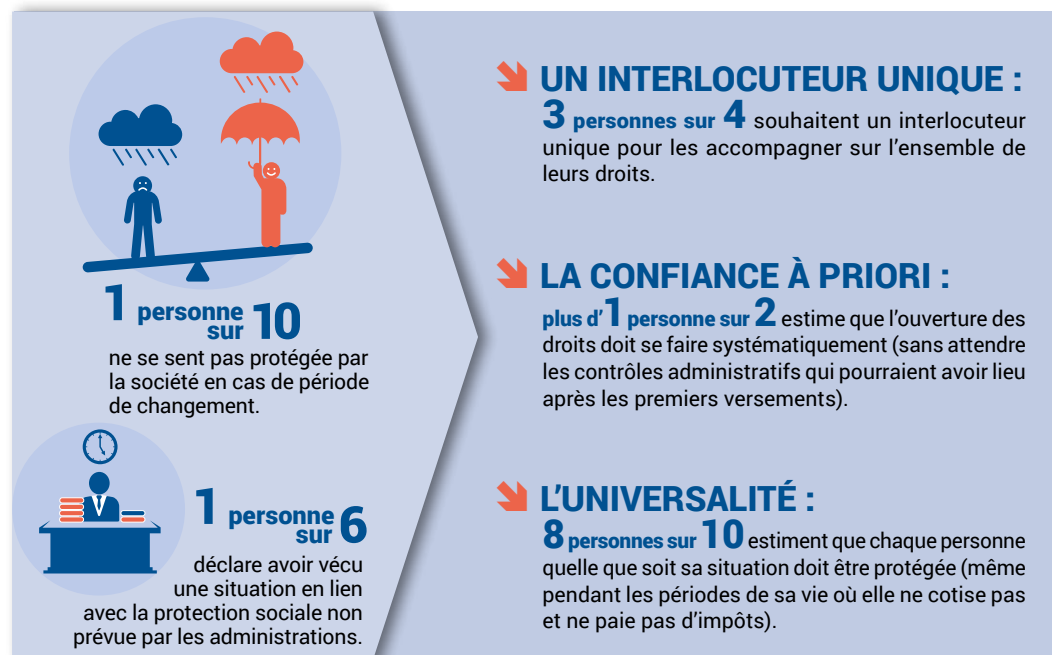 1 personne sur 10
ne se sent pas protégée par
la société en cas de période
de changement.
1 personne sur 6
déclare avoir vécu
une situation en lien
avec la protection sociale non
prévue par les administrations.
UN INTERLOCUTEUR UNIQUE :
3 personnes sur 4 souhaitent un interlocuteur
unique pour les accompagner sur l'ensemble de
leurs droits.
LA CONFIANCE À PRIORI :
plus d'1 personne sur 2 estime que l'ouverture des
droits doit se faire systématiquement (sans attendre
les contrôles administratifs qui pourraient avoir lieu
après les premiers versements).
L'UNIVERSALITÉ :
8 personnes sur 10 estiment que chaque personne
quelle que soit sa situation doit être protégée (même
pendant les périodes de sa vie où elle ne cotise pas
et ne paie pas d'impôts).